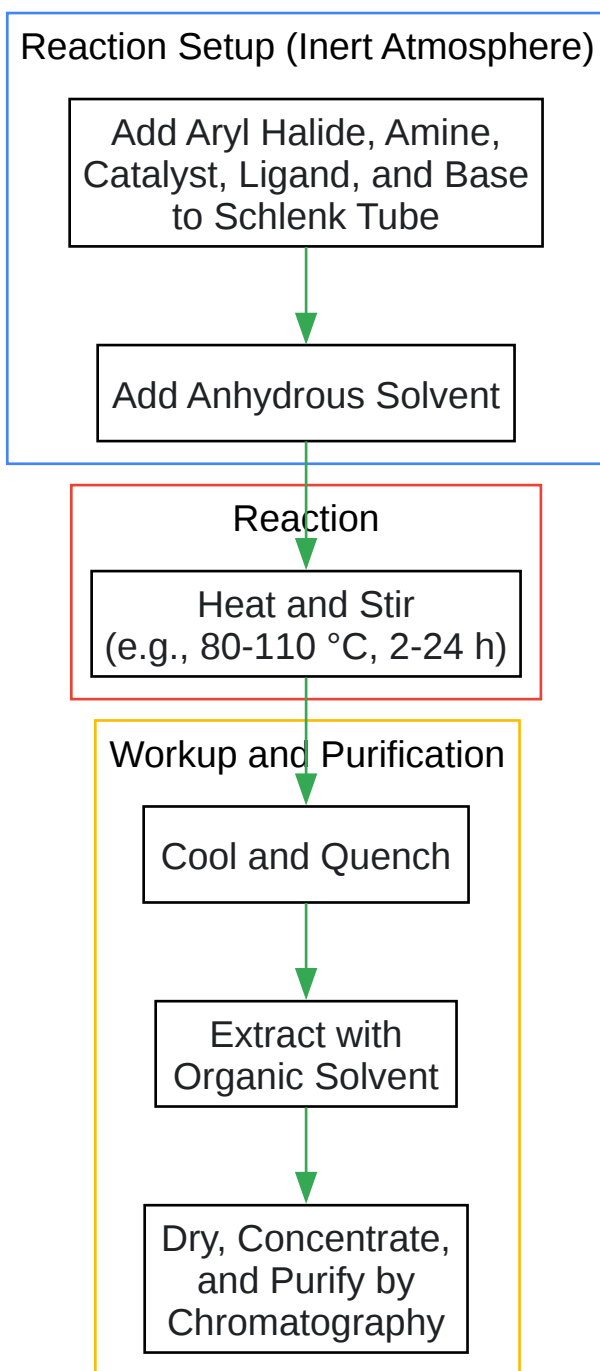 Reaction Setup (Inert Atmosphere)
Add Aryl Halide, Amine,
Catalyst, Ligand, and Base
to Schlenk Tube
Add Anhydrous Solvent
Reaction
Heat and Stir
(e.g., 80-110 °C, 2-24 h)
Workup and Purification
Cool and Quench
Extract with
Organic Solvent
Dry, Concentrate,
and Purify by
Chromatography